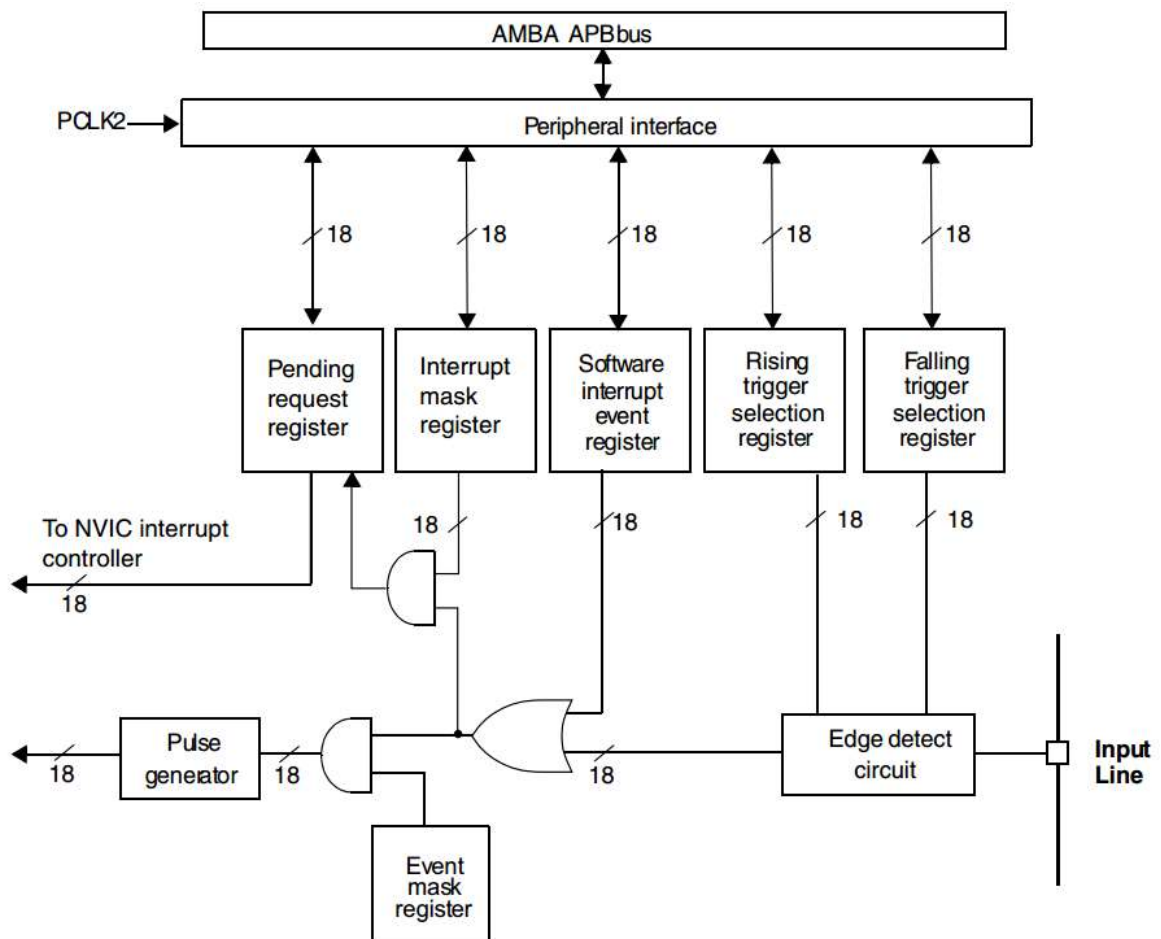 AMBA APB bus
PCLK2
Peripheral interface
18
18
18
18
18
Pending
request
register
Interrupt
mask
register
Software
interrupt
event
register
Rising
trigger
selection
register
Falling
trigger
selection
register
To NVIC interrupt
controller
18
18
18
18
18
Pulse
generator
18
18
18
Edge detect
circuit
Input
Line
Event
mask
register